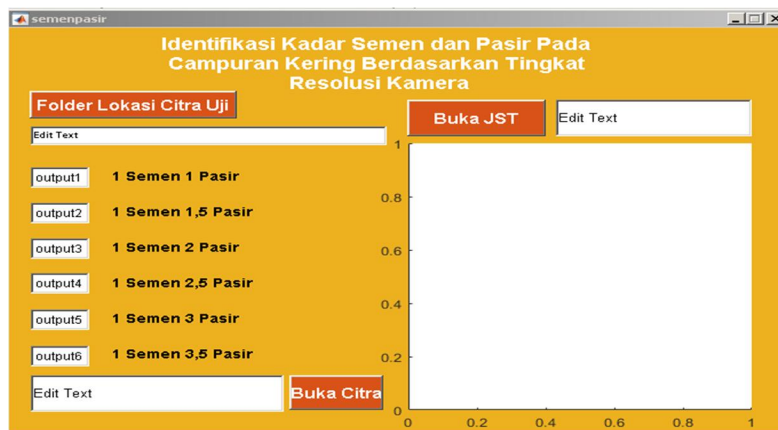 semenpasir
Identifikasi Kadar Semen dan Pasir Pada
Campuran Kering Berdasarkan Tingkat
Resolusi Kamera
Folder Lokasi Citra Uji
Edit Text
output1 1 Semen 1 Pasir
output2 1 Semen 1,5 Pasir
output3 1 Semen 2 Pasir
output4 1 Semen 2,5 Pasir
output5 1 Semen 3 Pasir
output6 1 Semen 3,5 Pasir
Edit Text Buka Citra
Buka JST Edit Text
1
0.8
0.6
0.4
0.2
0
0 0.2 0.4 0.6 0.8 1